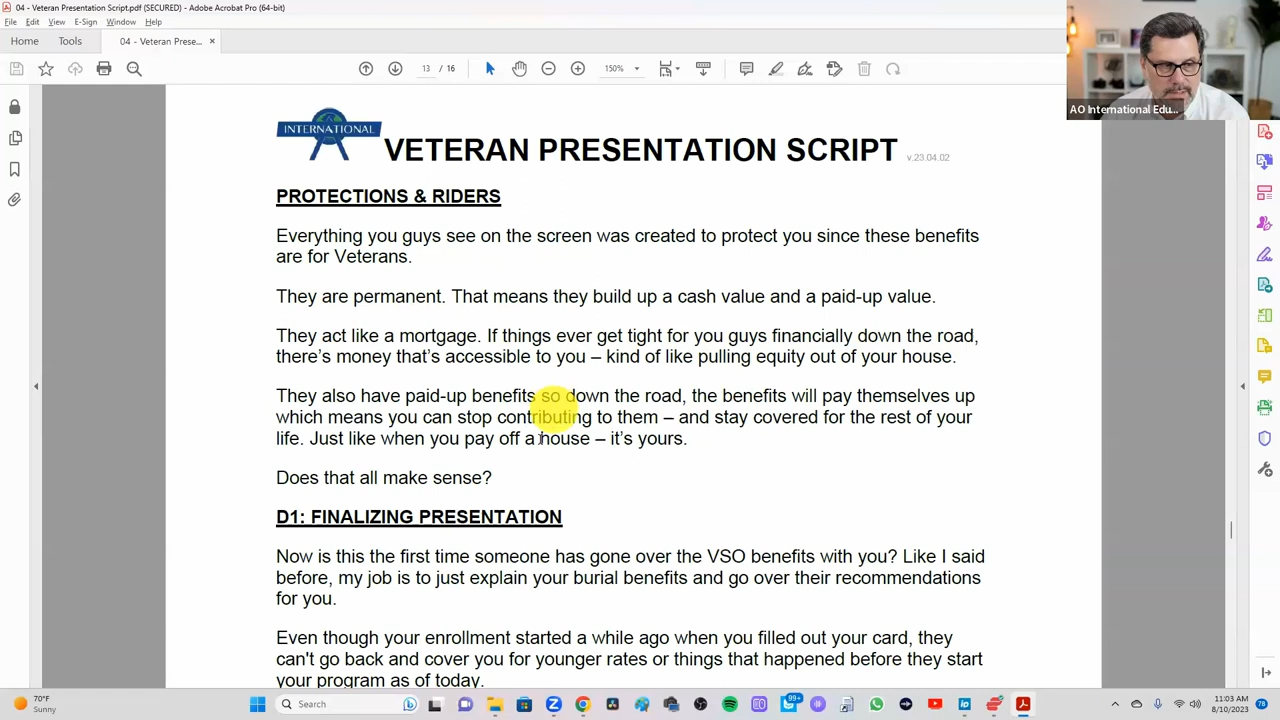 04 - Veteran Presentation Script.pdf (SECURED) - Adobe Acrobat Pro (64-bit)
File Edit View E-Sign Window Help
Home Tools 04 - Veteran Prese... ×
13 / 16 150%
AO International Edu...
INTERNATIONAL
VETERAN PRESENTATION SCRIPT v.23.04.02
PROTECTIONS & RIDERS
Everything you guys see on the screen was created to protect you since these benefits
are for Veterans.
They are permanent. That means they build up a cash value and a paid-up value.
They act like a mortgage. If things ever get tight for you guys financially down the road,
there's money that's accessible to you – kind of like pulling equity out of your house.
They also have paid-up benefits so down the road, the benefits will pay themselves up
which means you can stop contributing to them – and stay covered for the rest of your
life. Just like when you pay off a house – it's yours.
Does that all make sense?
D1: FINALIZING PRESENTATION
Now is this the first time someone has gone over the VSO benefits with you? Like I said
before, my job is to just explain your burial benefits and go over their recommendations
for you.
Even though your enrollment started a while ago when you filled out your card, they
can't go back and cover you for younger rates or things that happened before they start
your program as of today.
70°F
Sunny
Search
99+
11:03 AM
8/10/2023
78